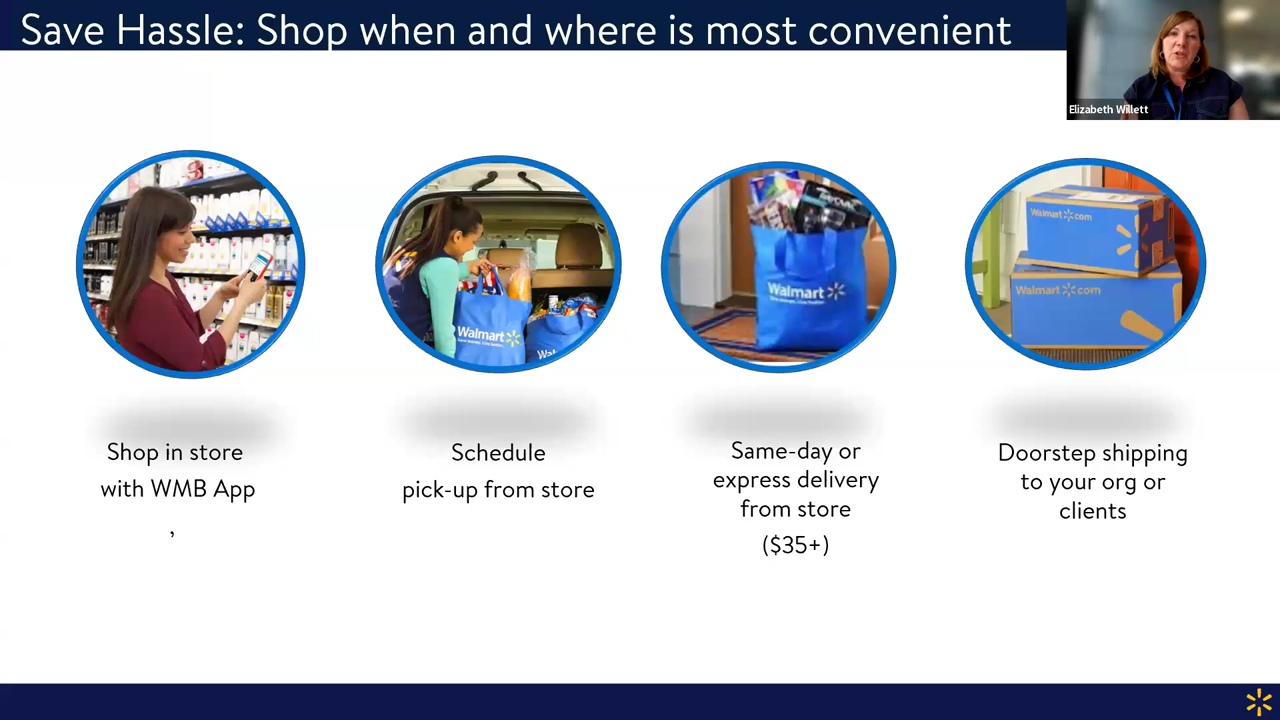 Save Hassle: Shop when and where is most convenient
Elizabeth Willett
Walmart
Wal
Walmart
Walmart.com
Walmart.com
Shop in store
with WMB App
,
Schedule
pick-up from store
Same-day or
express delivery
from store
($35+)
Doorstep shipping
to your org or
clients